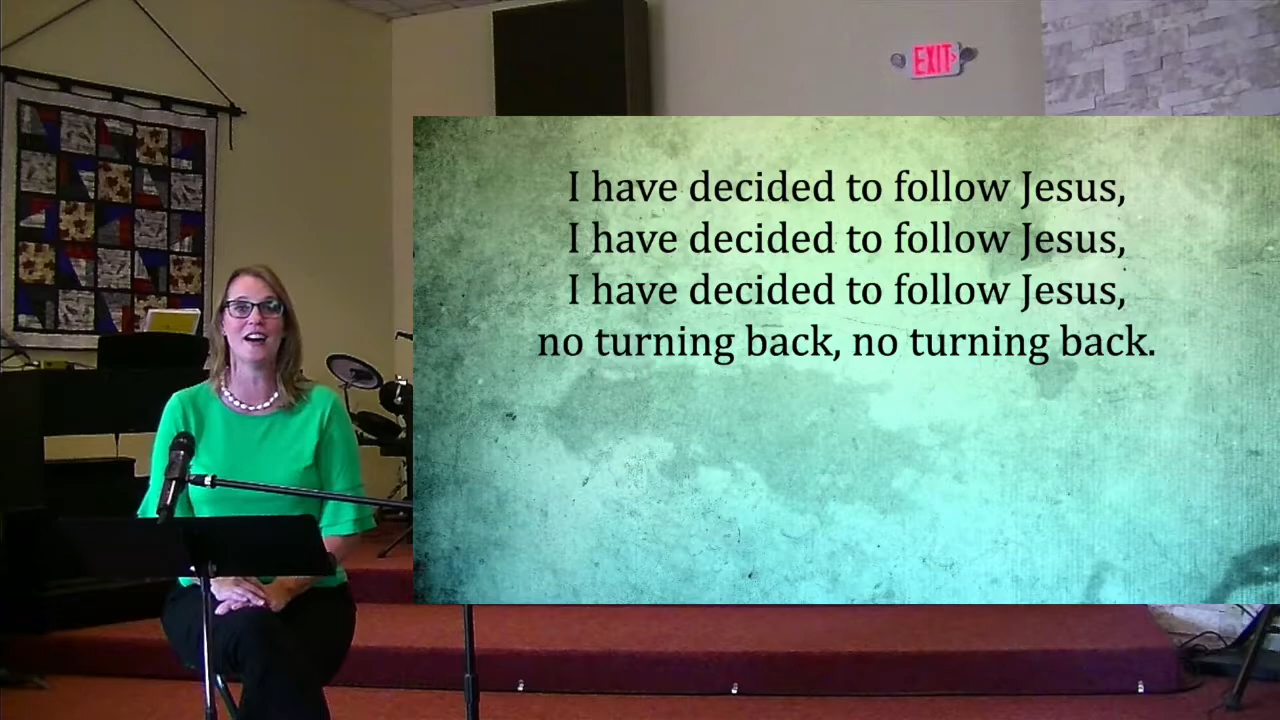 EXIT
I have decided to follow Jesus,
I have decided to follow Jesus,
I have decided to follow Jesus,
no turning back, no turning back.